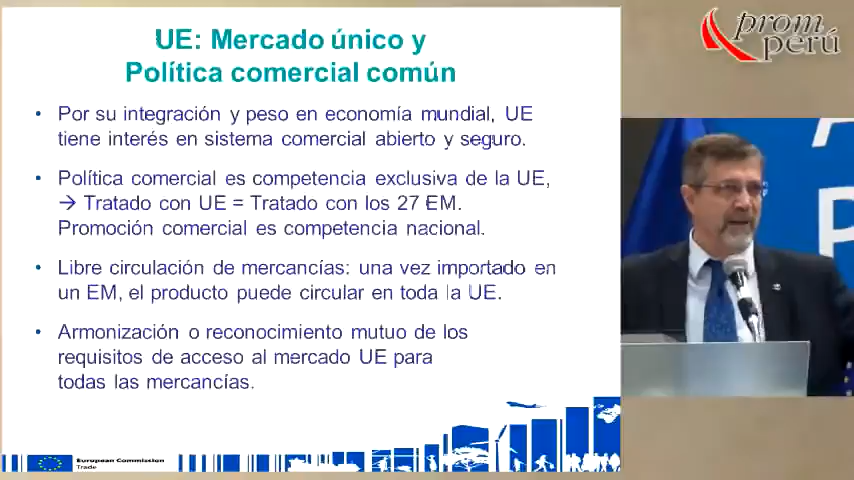 UE: Mercado único y
Política comercial común
• Por su integración y peso en economía mundial, UE
tiene interés en sistema comercial abierto y seguro.
• Política comercial es competencia exclusiva de la UE,
→ Tratado con UE = Tratado con los 27 EM.
Promoción comercial es competencia nacional.
• Libre circulación de mercancías: una vez importado en
un EM, el producto puede circular en toda la UE.
• Armonización o reconocimiento mutuo de los
requisitos de acceso al mercado UE para
todas las mercancías.
European Commission
Trade
prom
perú
A
P